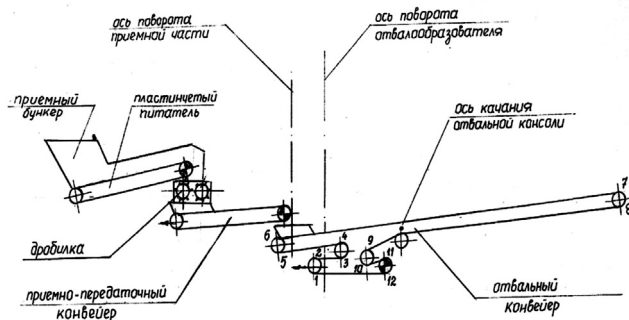 ось поворота
приемной части
ось поворота
отвалообразователя
приемный
бункер
пластинчетый
питатель
ось качания
отвальной консоли
дробилка
приемно-передаточный
конвейер
отвальный
конвейер
6
5
4
2
3
1
9
10
11
12
7
8